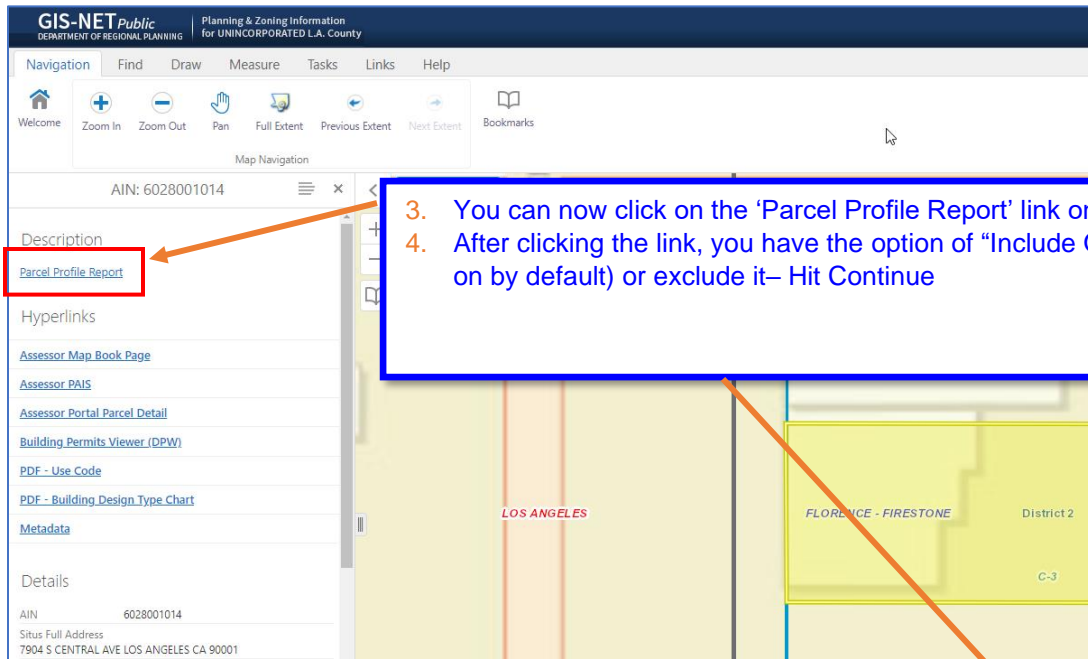 GIS-NET Public
DEPARTMENT OF REGIONAL PLANNING
Planning & Zoning Information
for UNINCORPORATED L.A. County
Navigation Find Draw Measure Tasks Links Help
Welcome
Zoom In Zoom Out Pan Full Extent Previous Extent Next Extent
Bookmarks
Map Navigation
AIN: 6028001014
3. You can now click on the ‘Parcel Profile Report’ link
4. After clicking the link, you have the option of “Include
on by default) or exclude it– Hit Continue
Description
Parcel Profile Report
Hyperlinks
Assessor Map Book Page
Assessor PAIS
Assessor Portal Parcel Detail
Building Permits Viewer (DPW)
PDF - Use Code
PDF - Building Design Type Chart
Metadata
LOS ANGELES
FLORENCE - FIRESTONE
District 2
C-3
Details
AIN 6028001014
Situs Full Address
7904 S CENTRAL AVE LOS ANGELES CA 90001